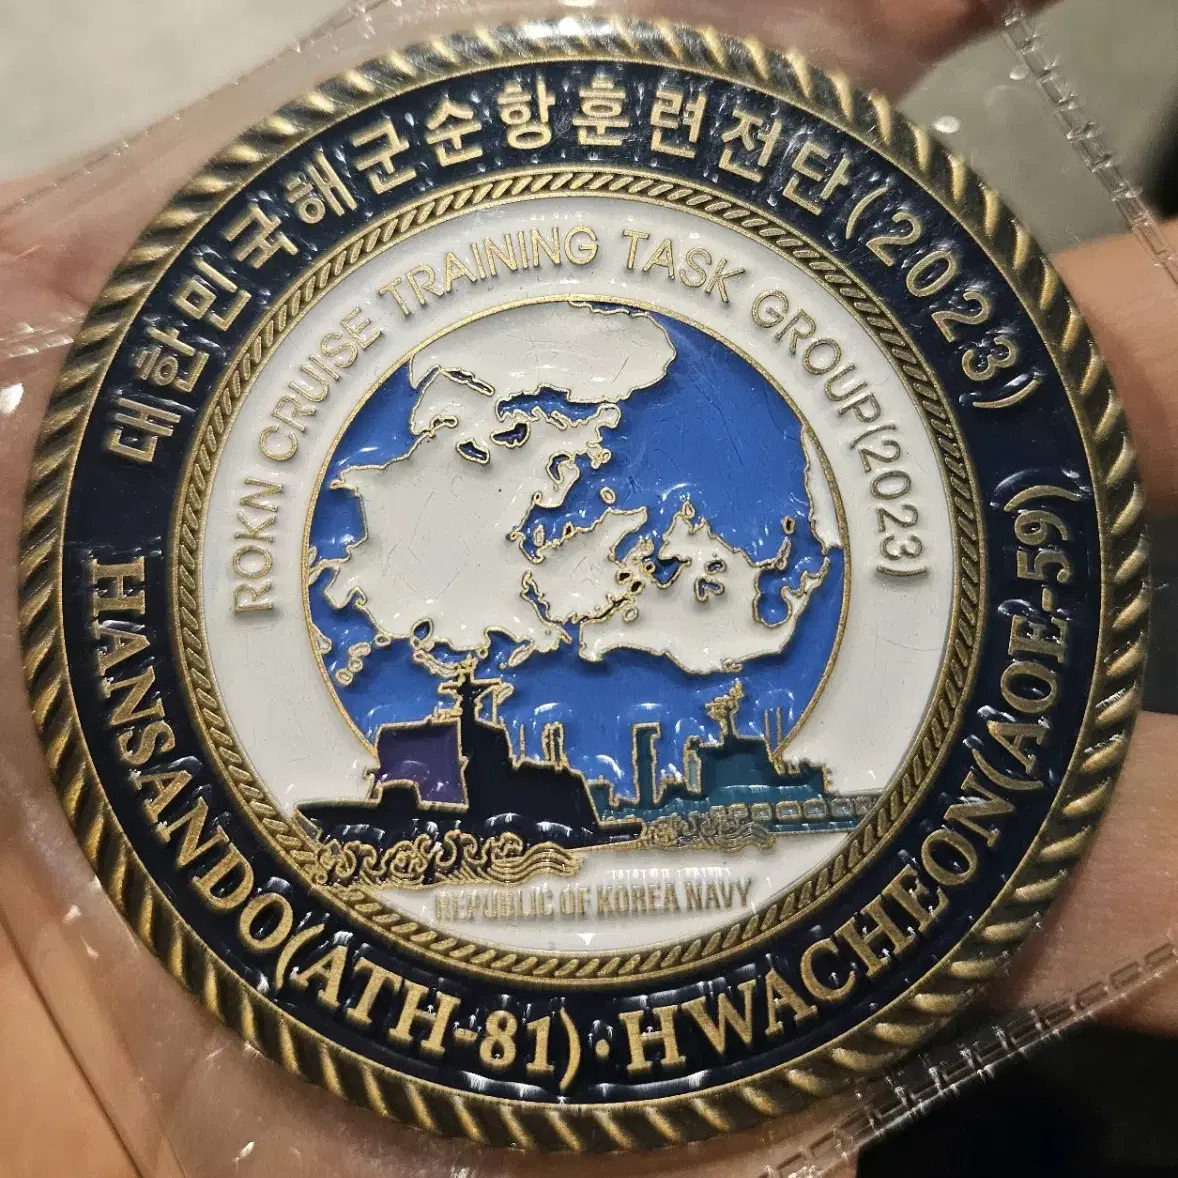 대한민국해군순항훈련전단(2023)
ROKN CRUISE TRAINING TASK GROUP(2023)
REPUBLIC OF KOREA NAVY
HANSANDO(ATH-81)·HWACHEON(AOE-59)